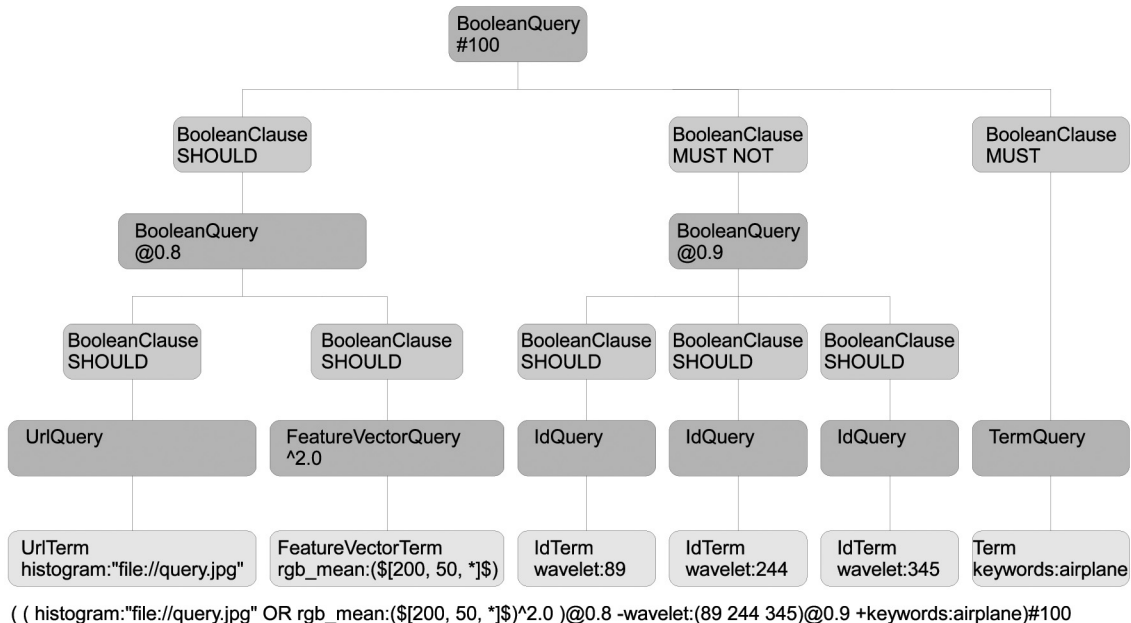 BooleanQuery
#100
BooleanClause
SHOULD
BooleanClause
MUST NOT
BooleanClause
MUST
BooleanQuery
@0.8
BooleanQuery
@0.9
BooleanClause
SHOULD
BooleanClause
SHOULD
BooleanClause
SHOULD
BooleanClause
SHOULD
BooleanClause
SHOULD
UrlQuery
FeatureVectorQuery
^2.0
IdQuery
IdQuery
IdQuery
TermQuery
UrlTerm
histogram:"file://query.jpg"
FeatureVectorTerm
rgb_mean:($[200, 50, *]$)
IdTerm
wavelet:89
IdTerm
wavelet:244
IdTerm
wavelet:345
Term
keywords:airplane
( ( histogram:"file://query.jpg" OR rgb_mean:($[200, 50, *]$)^2.0 )@0.8 -wavelet:(89 244 345)@0.9 +keywords:airplane)#100